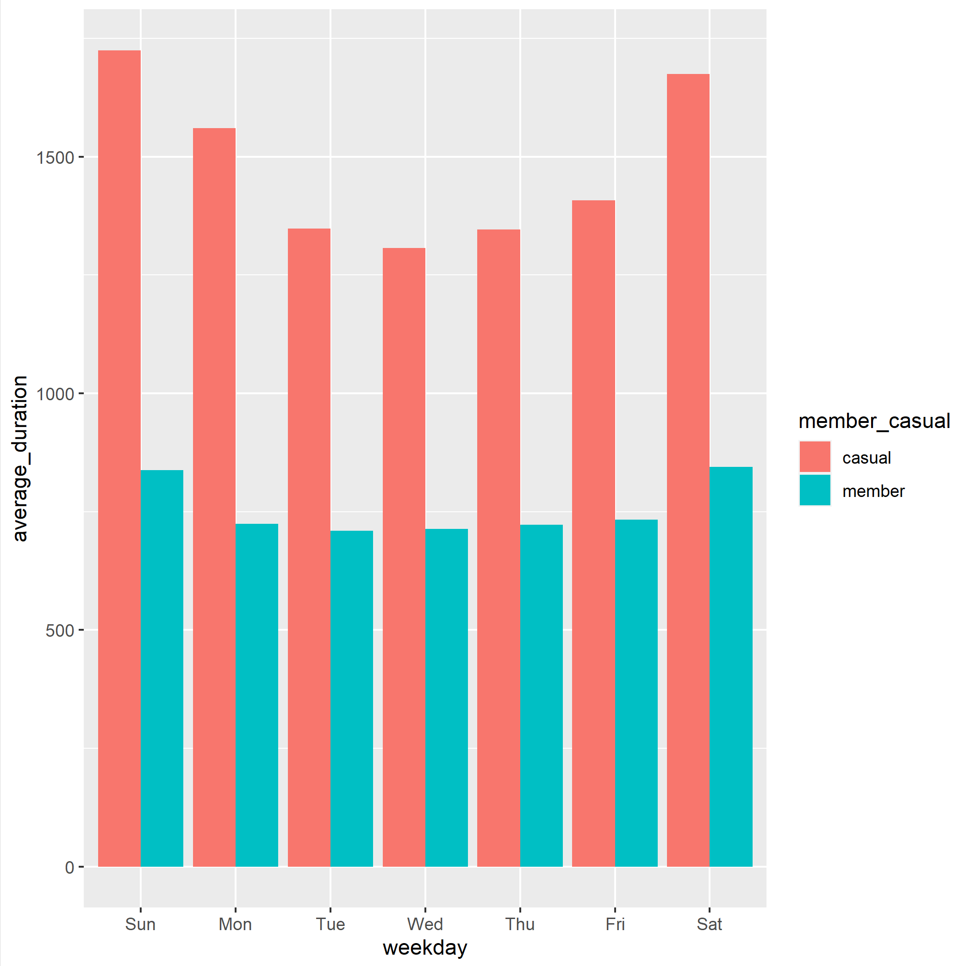 1500
1000
500
0
average_duration
Sun Mon Tue Wed Thu Fri Sat
weekday
member_casual
casual
member